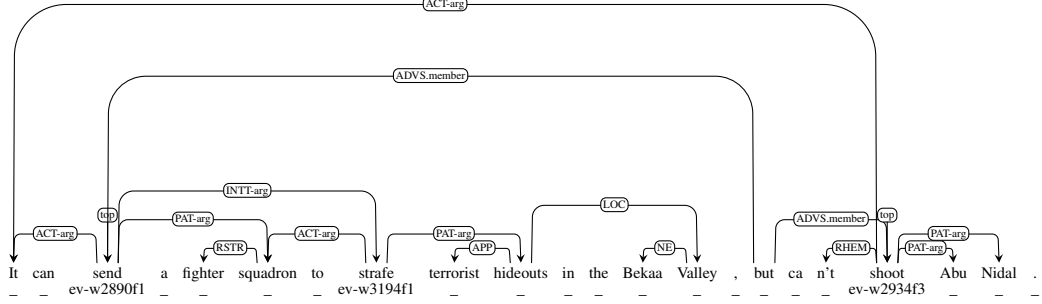 ACT-arg
ADVS.member
INTT-arg
LOC
top
PAT-arg
ADVS.member
top
ACT-arg
ACT-arg
PAT-arg
PAT-arg
RSTR
APP
NE
RHEM
PAT-arg
It can send a fighter squadron to strafe terrorist hideouts in the Bekaa Valley , but ca n't shoot Abu Nidal .
_ _ ev-w2890f1 _ _ _ _ ev-w3194f1 _ _ _ _ _ _ _ _ _ _ ev-w2934f3 _ _ _